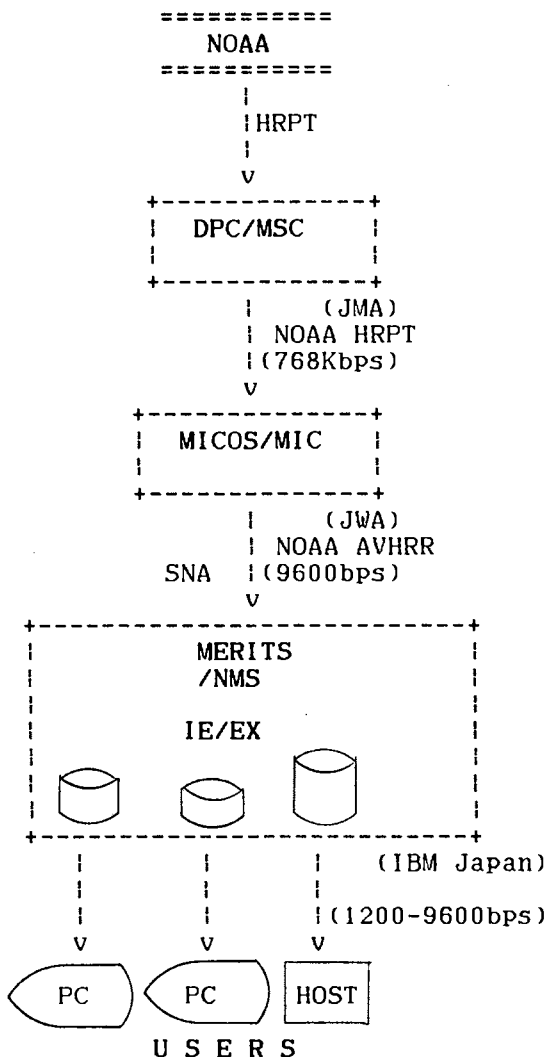 NOAA
HRPT
DPC/MSC
(JMA)
NOAA HRPT
(768Kbps)
MICOS/MIC
(JWA)
NOAA AVHRR
SNA (9600bps)
MERITS
/NMS
IE/EX
(IBM Japan)
(1200-9600bps)
PC PC HOST
U S E R S